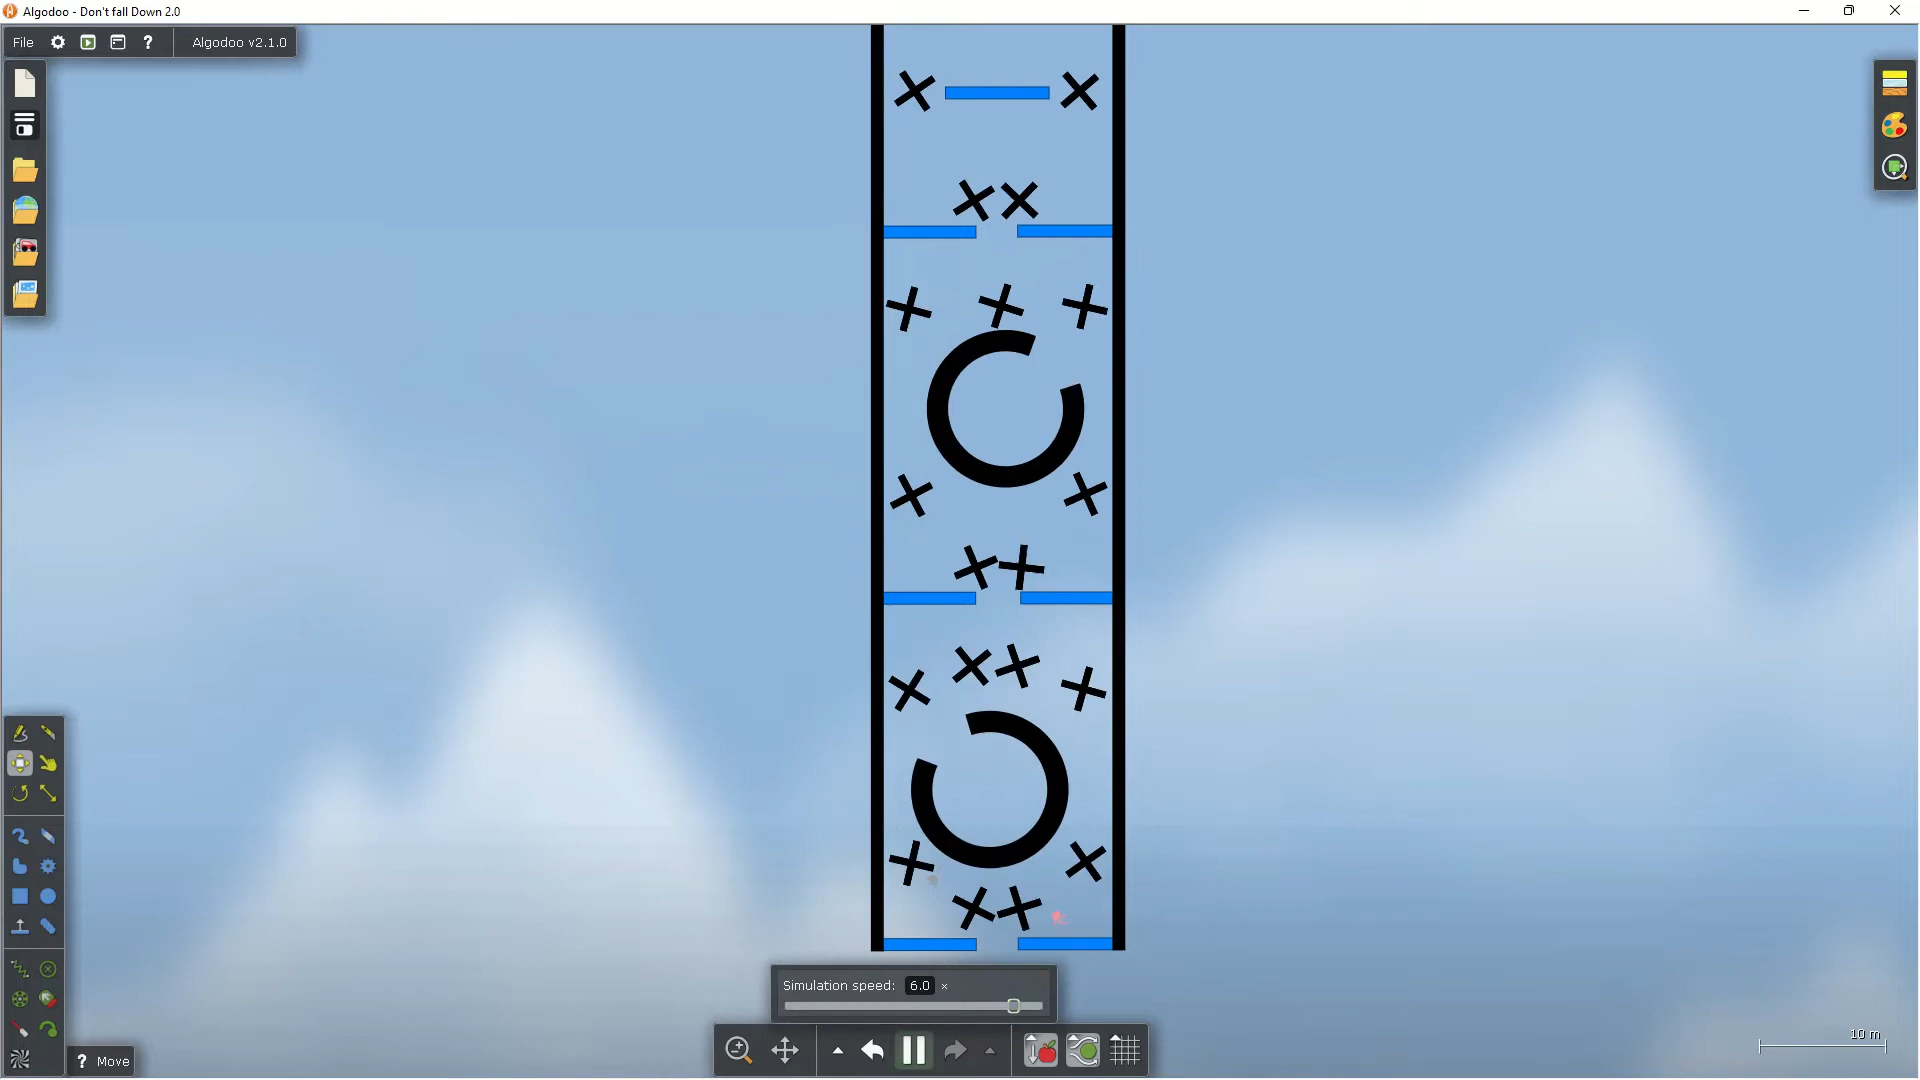 Algodoo - Don't fall Down 2.0
File ? Algodoo v2.1.0
Simulation speed: 6.0 x
10 m
? Move